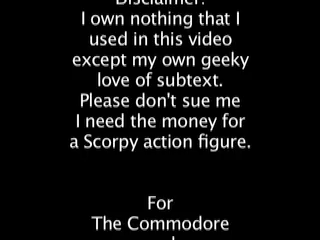 Disclaimer:
I own nothing that I
used in this video
except my own geeky
love of subtext.
Please don't sue me
I need the money for
a Scorpy action figure.
For
The Commodore